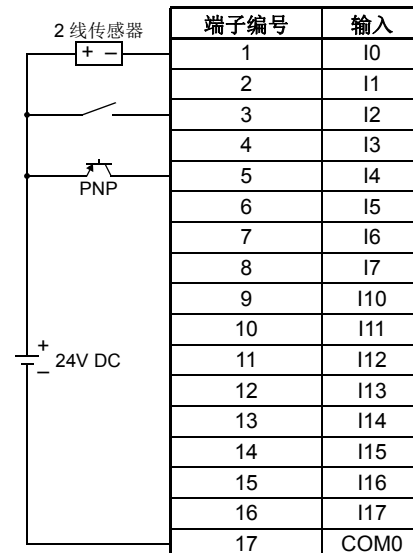 2 线传感器
+ −
PNP
+
24V DC
−
端子编号 输入
1 I0
2 I1
3 I2
4 I3
5 I4
6 I5
7 I6
8 I7
9 I10
10 I11
11 I12
12 I13
13 I14
14 I15
15 I16
16 I17
17 COM0